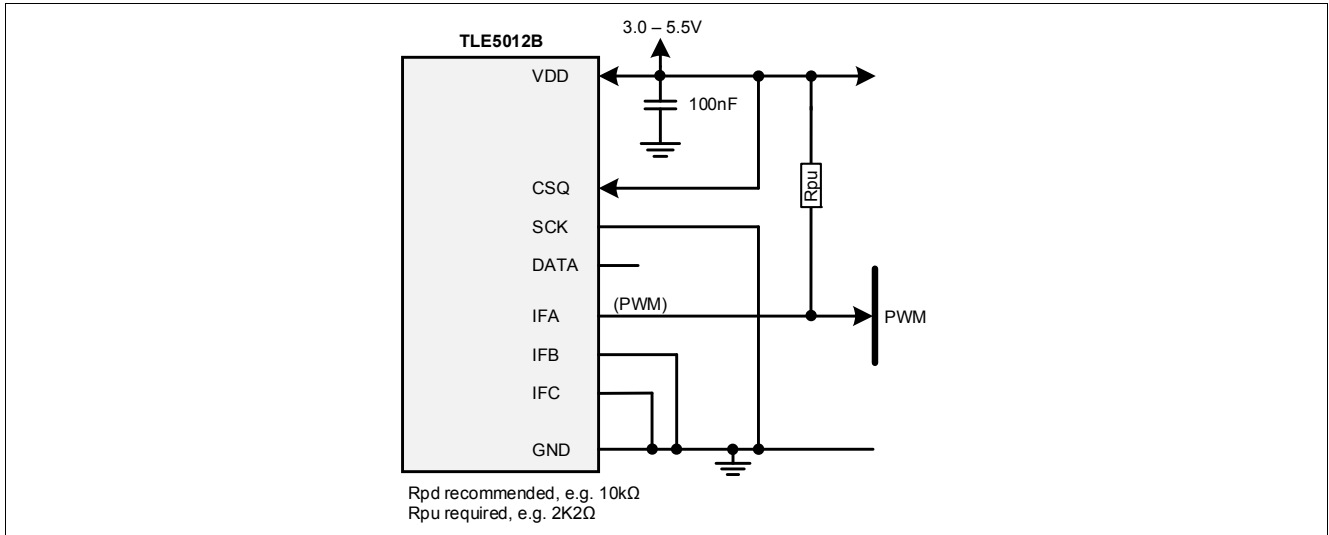 3.0 – 5.5V
TLE5012B
VDD
100nF
CSQ
Rpu
SCK
DATA
(PWM)
IFA
PWM
IFB
IFC
GND
Rpd recommended, e.g. 10kΩ
Rpu required, e.g. 2K2Ω